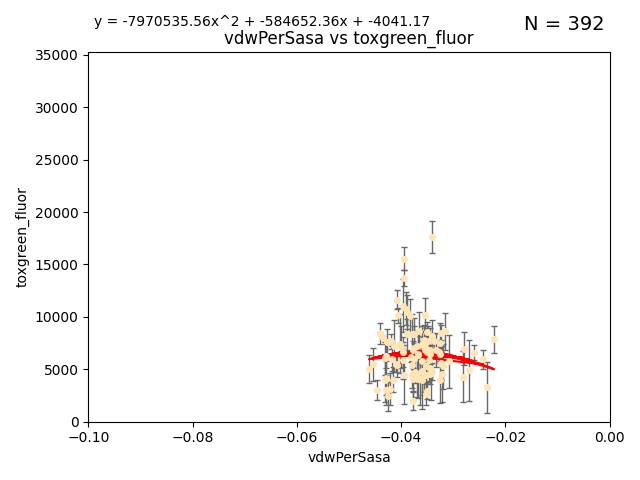 y = -7970535.56x^2 + -584652.36x + -4041.17
N = 392
vdwPerSasa vs toxgreen_fluor
35000
30000
25000
20000
15000
10000
5000
0
toxgreen_fluor
−0.10
−0.08
−0.06
−0.04
−0.02
0.00
vdwPerSasa